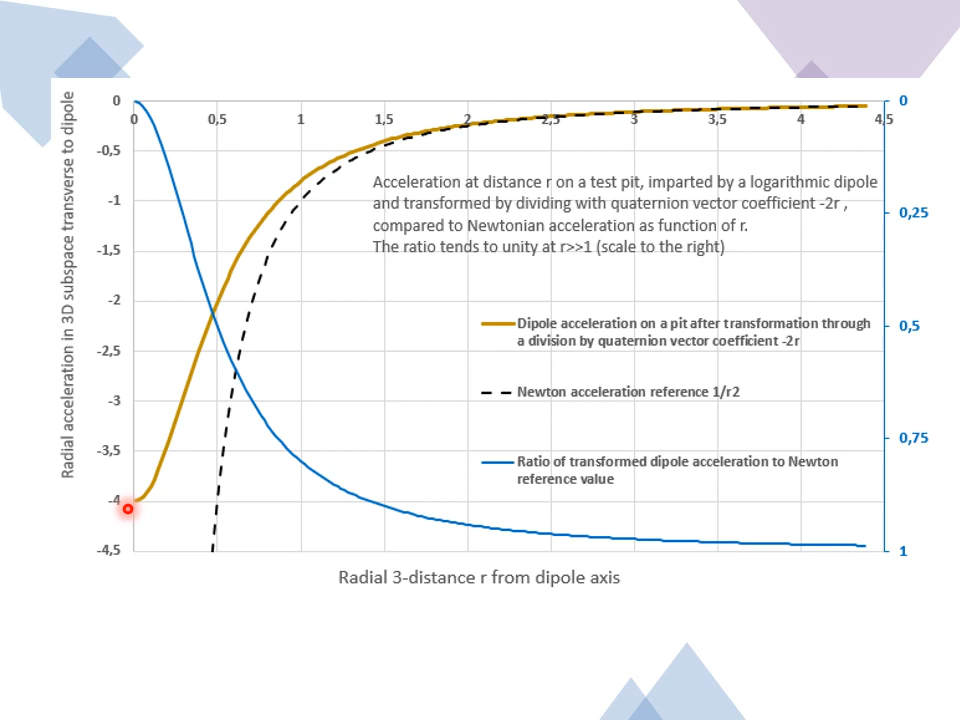 Radial acceleration in 3D subspace transverse to dipole
0
0
0,5
1
1,5
2
2,5
3
3,5
4
4,5
-0,5
-1
-1,5
-2
-2,5
-3
-3,5
-4
-4,5
0
0,25
0,5
0,75
1
Acceleration at distance r on a test pit, imparted by a logarithmic dipole
and transformed by dividing with quaternion vector coefficient -2r ,
compared to Newtonian acceleration as function of r.
The ratio tends to unity at r>>1 (scale to the right)
Dipole acceleration on a pit after transformation through
a division by quaternion vector coefficient -2r
Newton acceleration reference 1/r2
Ratio of transformed dipole acceleration to Newton
reference value
Radial 3-distance r from dipole axis